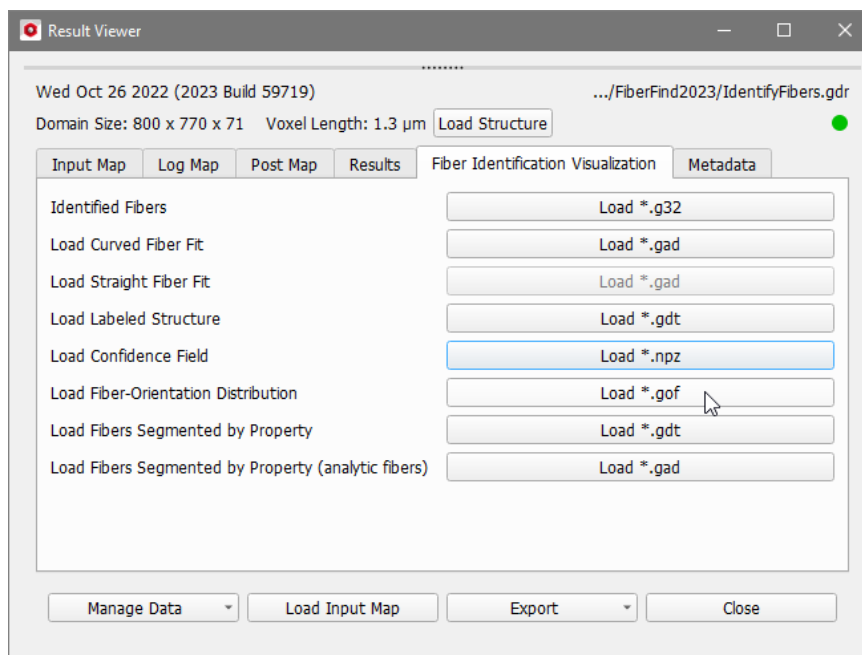 Result Viewer
Wed Oct 26 2022 (2023 Build 59719) .../FiberFind2023/IdentifyFibers.gdr
Domain Size: 800 x 770 x 71 Voxel Length: 1.3 µm Load Structure
Input Map Log Map Post Map Results Fiber Identification Visualization Metadata
Identified Fibers Load *.g32
Load Curved Fiber Fit Load *.gad
Load Straight Fiber Fit Load *.gad
Load Labeled Structure Load *.gdt
Load Confidence Field Load *.npz
Load Fiber-Orientation Distribution Load *.gof
Load Fibers Segmented by Property Load *.gdt
Load Fibers Segmented by Property (analytic fibers) Load *.gad
Manage Data Load Input Map Export Close